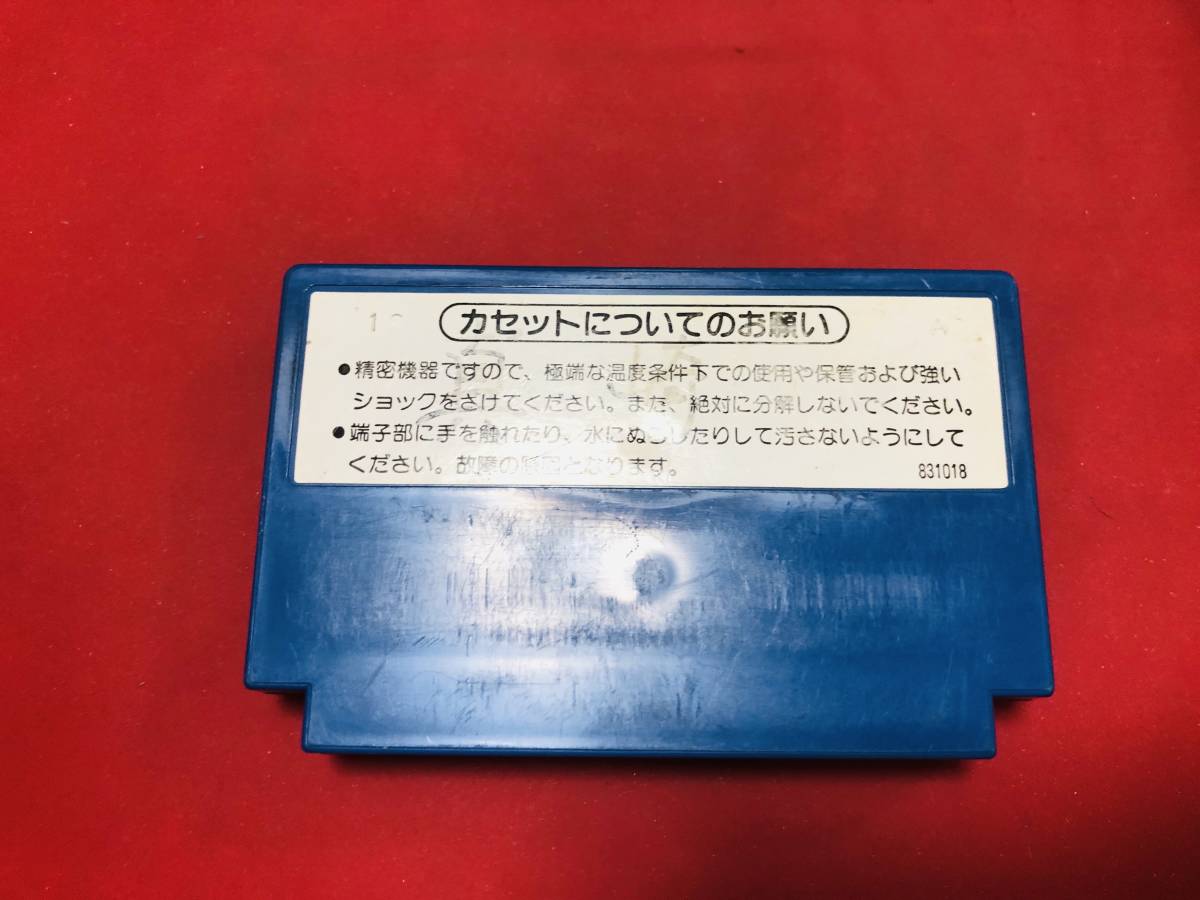 カセットについてのお願い
●精密機器ですので、極端な温度条件下での使用や保管および強い
ショックをさけてください。また、絶対に分解しないでください。
●端子部に手を触れたり、水にぬらしたりして汚さないようにして
ください。故障の原因となります。
831018